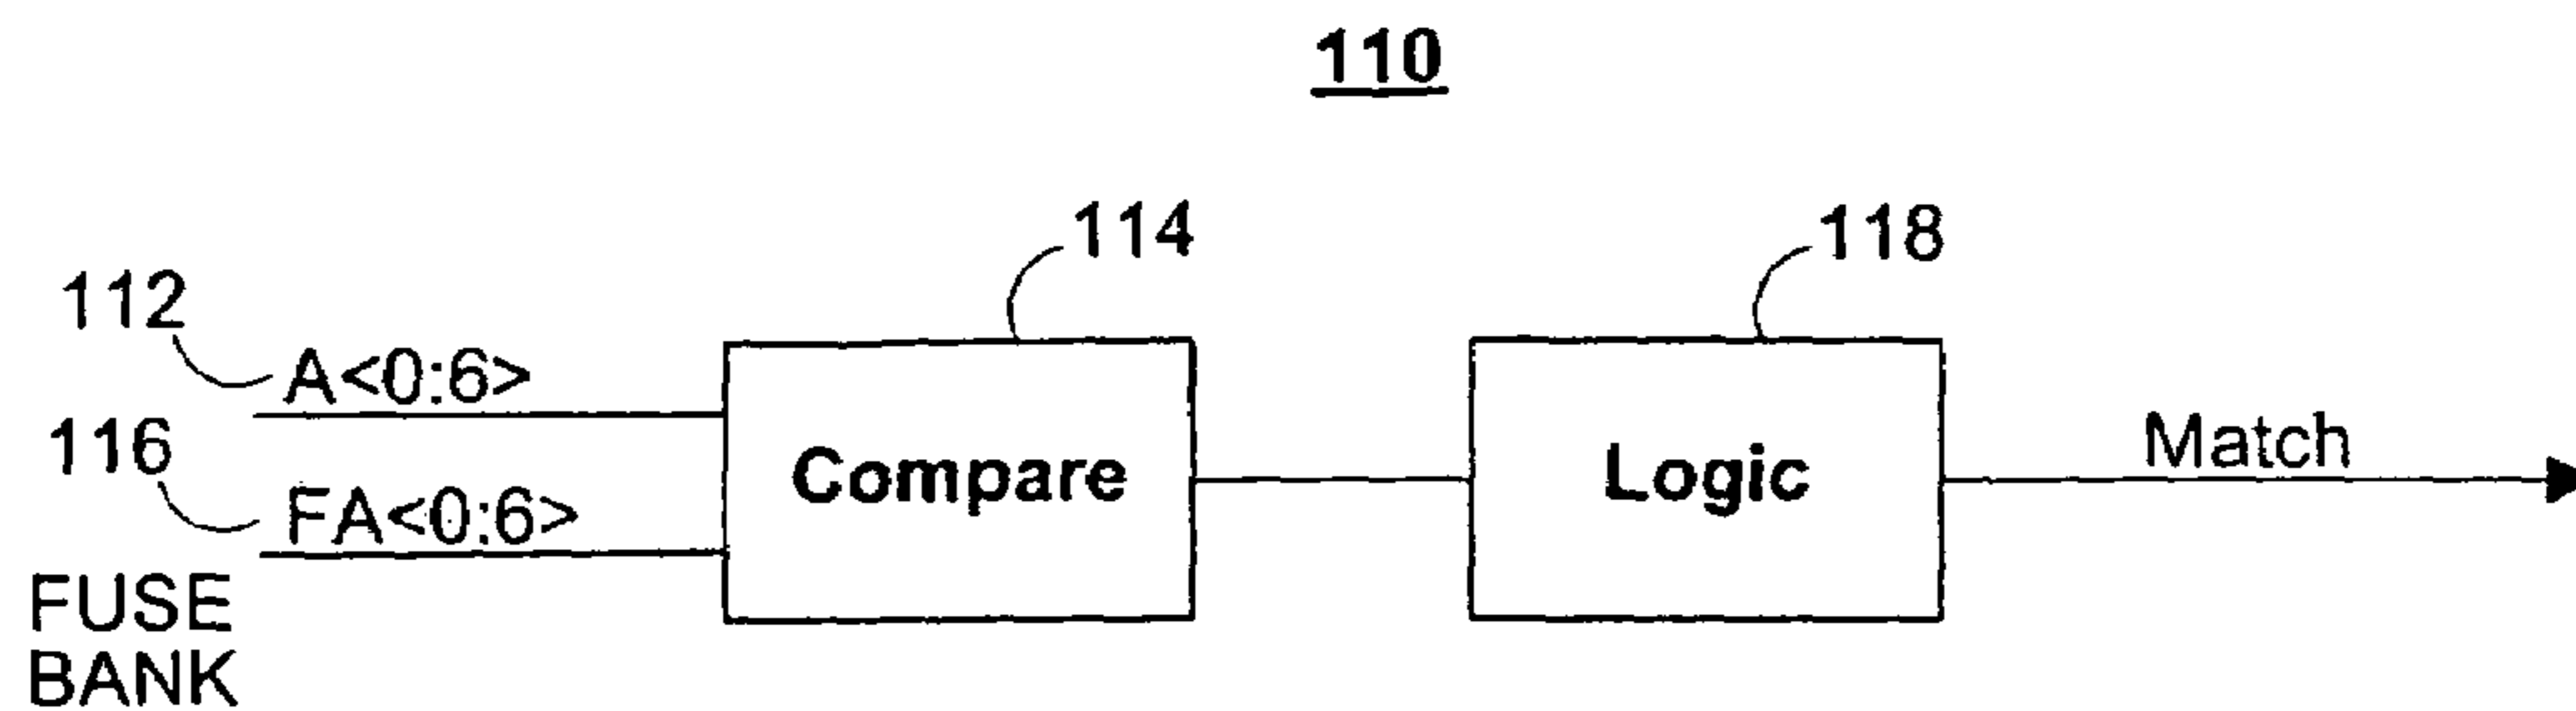 110
114
118
112
A<0:6>
116
FA<0:6>
FUSE
BANK
Compare
Logic
Match